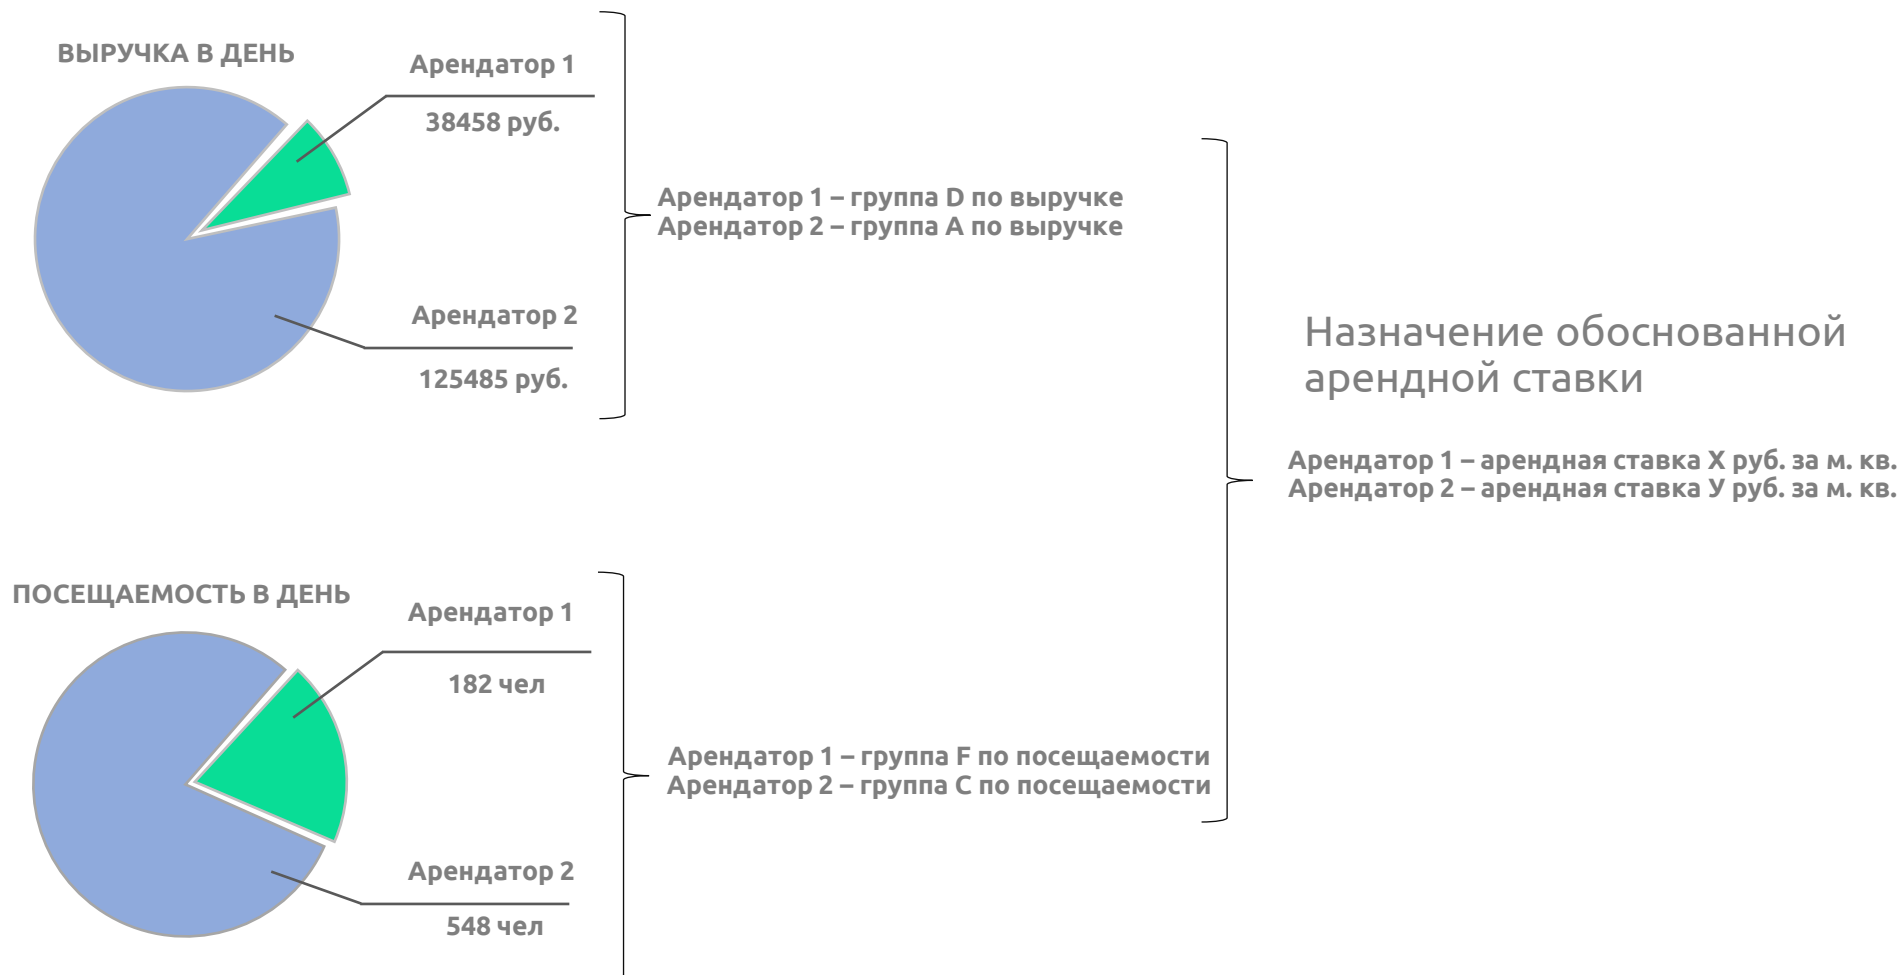 ВЫРУЧКА В ДЕНЬ
Арендатор 1
38458 руб.
Арендатор 2
125485 руб.
Арендатор 1 – группа D по выручке
Арендатор 2 – группа А по выручке
ПОСЕЩАЕМОСТЬ В ДЕНЬ
Арендатор 1
182 чел
Арендатор 2
548 чел
Арендатор 1 – группа F по посещаемости
Арендатор 2 – группа С по посещаемости
Назначение обоснованной
арендной ставки
Арендатор 1 – арендная ставка Х руб. за м. кв.
Арендатор 2 – арендная ставка У руб. за м. кв.